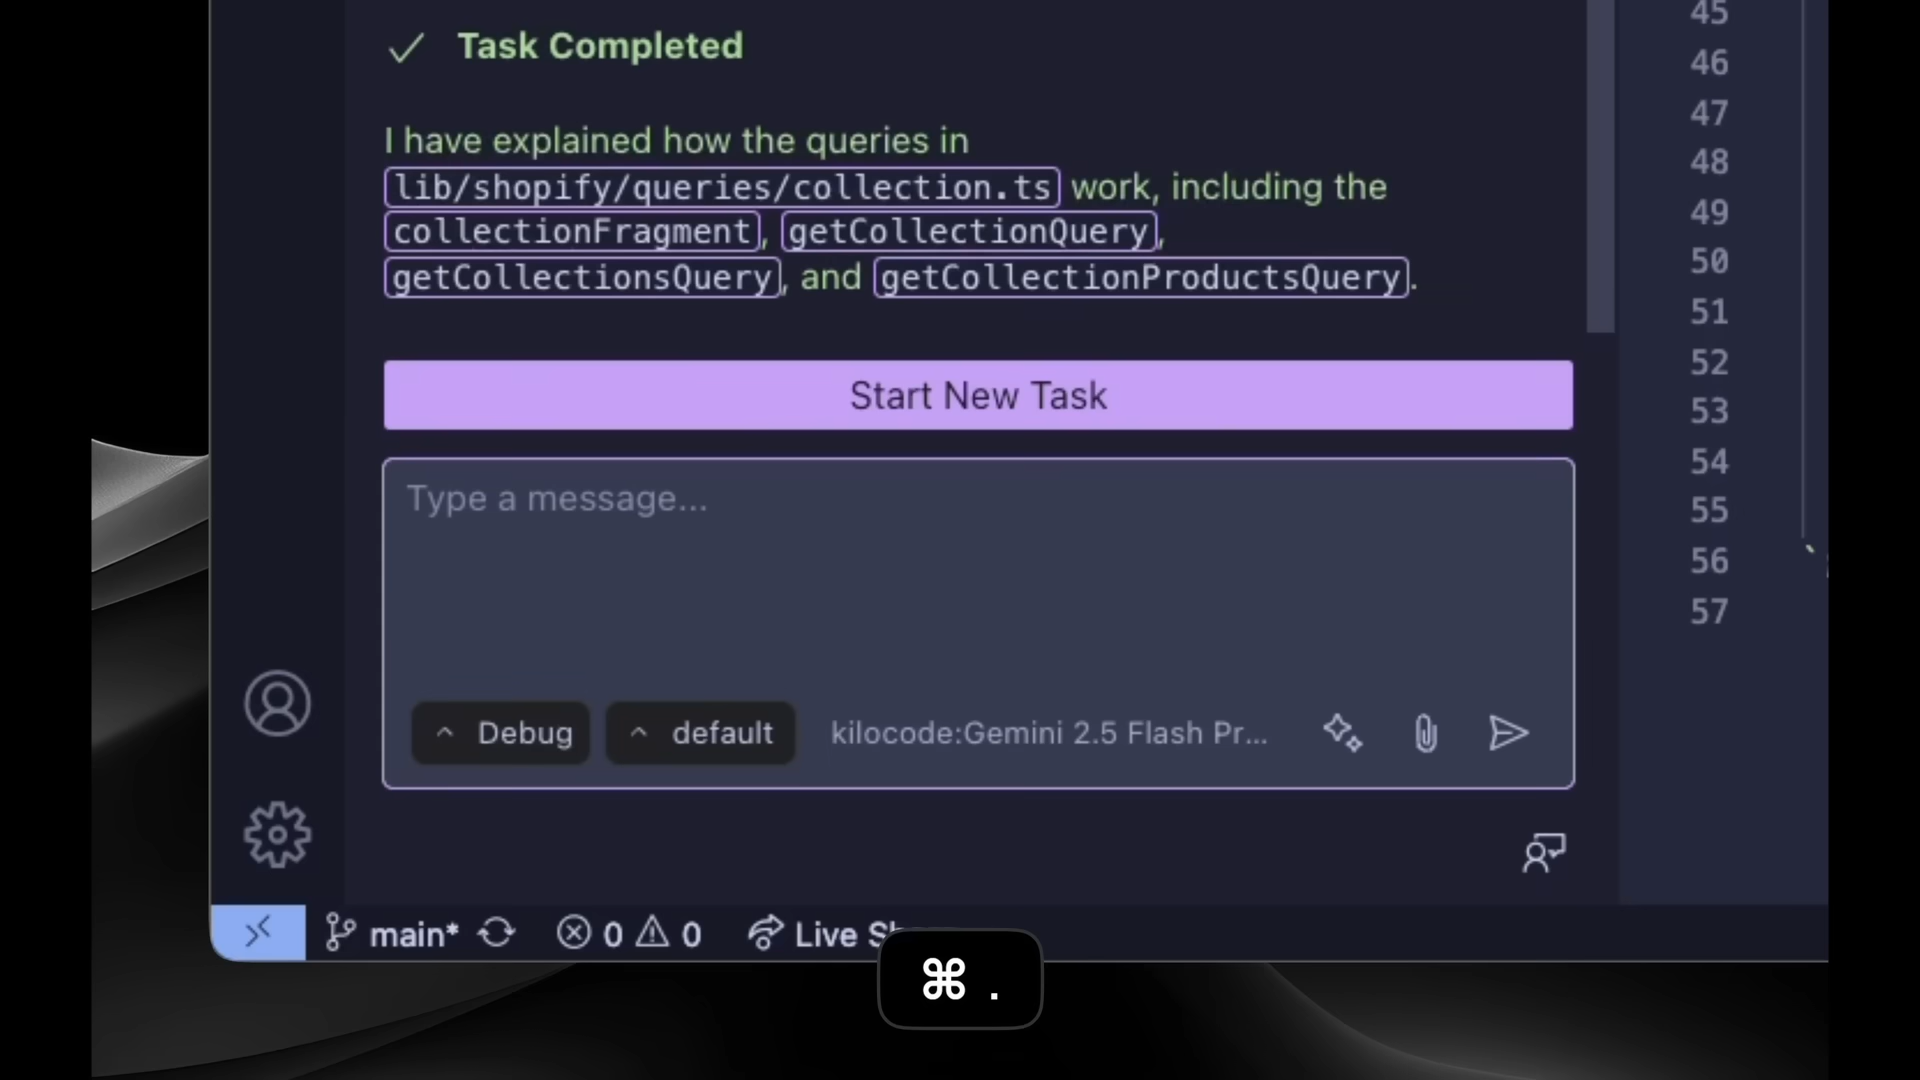 Task Completed
I have explained how the queries in
lib/shopify/queries/collection.ts work, including the
collectionFragment, getCollectionQuery,
getCollectionsQuery, and getCollectionProductsQuery.
Start New Task
Type a message...
^ Debug ^ default kilocode:Gemini 2.5 Flash Pr...
main* 0 0 Live Sh
⌘ .
45
46
47
48
49
50
51
52
53
54
55
56 `
57